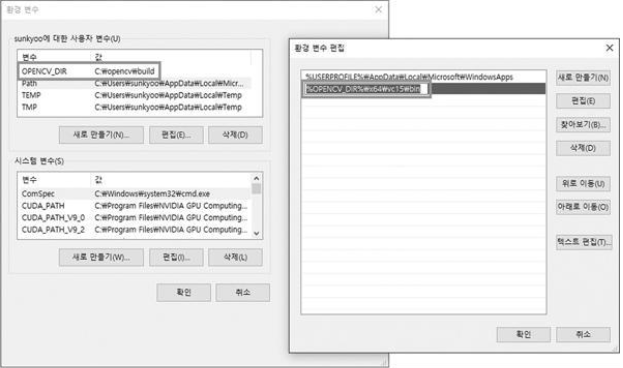 환경 변수
sunkyoo에 대한 사용자 변수(U)
변수 값
OPENCV_DIR C:₩opencv₩build
Path C:₩Users₩sunkyoo₩AppData₩Local₩Micr...
TEMP C:₩Users₩sunkyoo₩AppData₩Local₩Temp
TMP C:₩Users₩sunkyoo₩AppData₩Local₩Temp
새로 만들기(N)... 편집(E)... 삭제(D)
시스템 변수(S)
변수 값
ComSpec C:₩Windows₩system32₩cmd.exe
CUDA_PATH C:₩Program Files₩NVIDIA GPU Computing...
CUDA_PATH_V9_0 C:₩Program Files₩NVIDIA GPU Computing...
CUDA_PATH_V9_2 C:₩Program Files₩NVIDIA GPU Computing...
새로 만들기(W)... 편집(I)... 삭제(L)
확인 취소
환경 변수 편집
%USERPROFILE%₩AppData₩Local₩Microsoft₩WindowsApps
%OPENCV_DIR%₩x64₩vc15₩bin
새로 만들기(N)
편집(E)
찾아보기(B)...
삭제(D)
위로 이동(U)
아래로 이동(O)
텍스트 편집(T)...
확인 취소